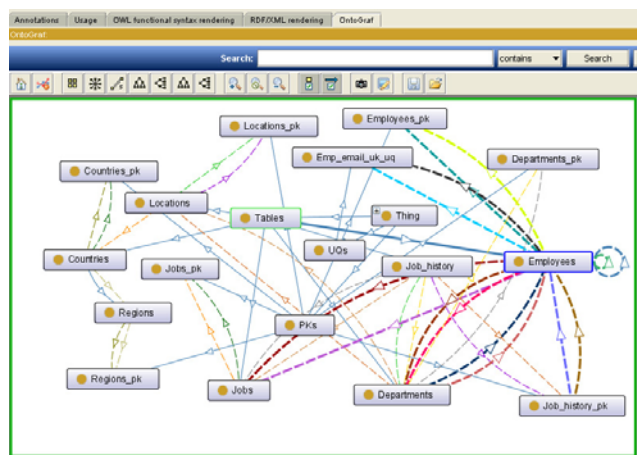 Annotations Usage OWL functional syntax rendering RDF/XML rendering OntoGraf
OntoGraf:
Search: contains Search
Locations_pk Employees_pk
Emp_email_uk_uq Departments_pk
Countries_pk
Locations
Tables Thing
UQs
Countries Jobs_pk Job_history Employees
Regions
PKs
Regions_pk
Jobs Departments
Job_history_pk